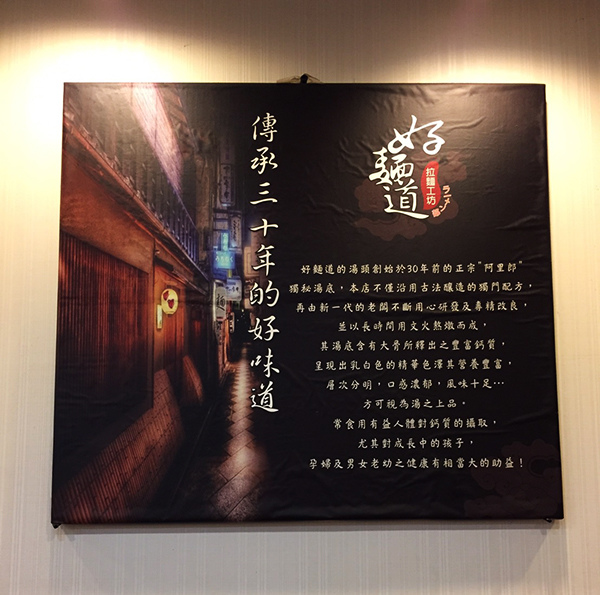 傳承三十年的好味道
好麵道
拉麵工坊
ラーメン
好麵道的湯頭創始於30年前的正宗"阿里郎"
獨秘湯底，本店不僅沿用古法釀造的獨門配方，
再由新一代的老闆不斷用心研發及專精改良，
並以長時間用文火熬燉而成，
其湯底含有大骨所釋出之豐富鈣質，
呈現出乳白色的精華色澤其營養豐富，
層次分明，口感濃郁，風味十足…
方可視為湯之上品。
常食用有益人體對鈣質的攝取，
尤其對成長中的孩子，
孕婦及男女老幼之健康有相當大的助益！